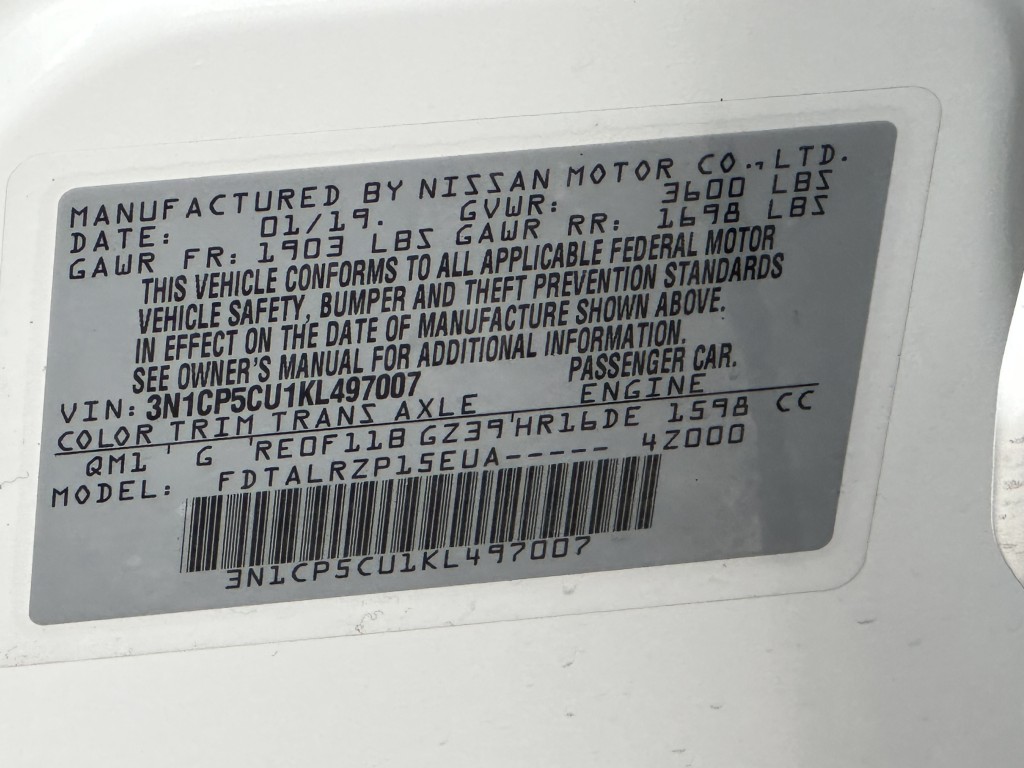 MANUFACTURED BY NISSAN MOTOR CO., LTD.
DATE: 01/19. GVWR: 3600 LBS
GAWR FR: 1903 LBS GAWR RR: 1698 LBS
THIS VEHICLE CONFORMS TO ALL APPLICABLE FEDERAL MOTOR
VEHICLE SAFETY, BUMPER AND THEFT PREVENTION STANDARDS
IN EFFECT ON THE DATE OF MANUFACTURE SHOWN ABOVE.
SEE OWNER'S MANUAL FOR ADDITIONAL INFORMATION.
VIN: 3N1CP5CU1KL497007 PASSENGER CAR.
COLOR TRIM TRANS AXLE ENGINE
QM1 ' G 'RE0F11B GZ39'HR16DE 1598 CC
MODEL: FDTALRZP15EUA----- 4Z000
3N1CP5CU1KL497007